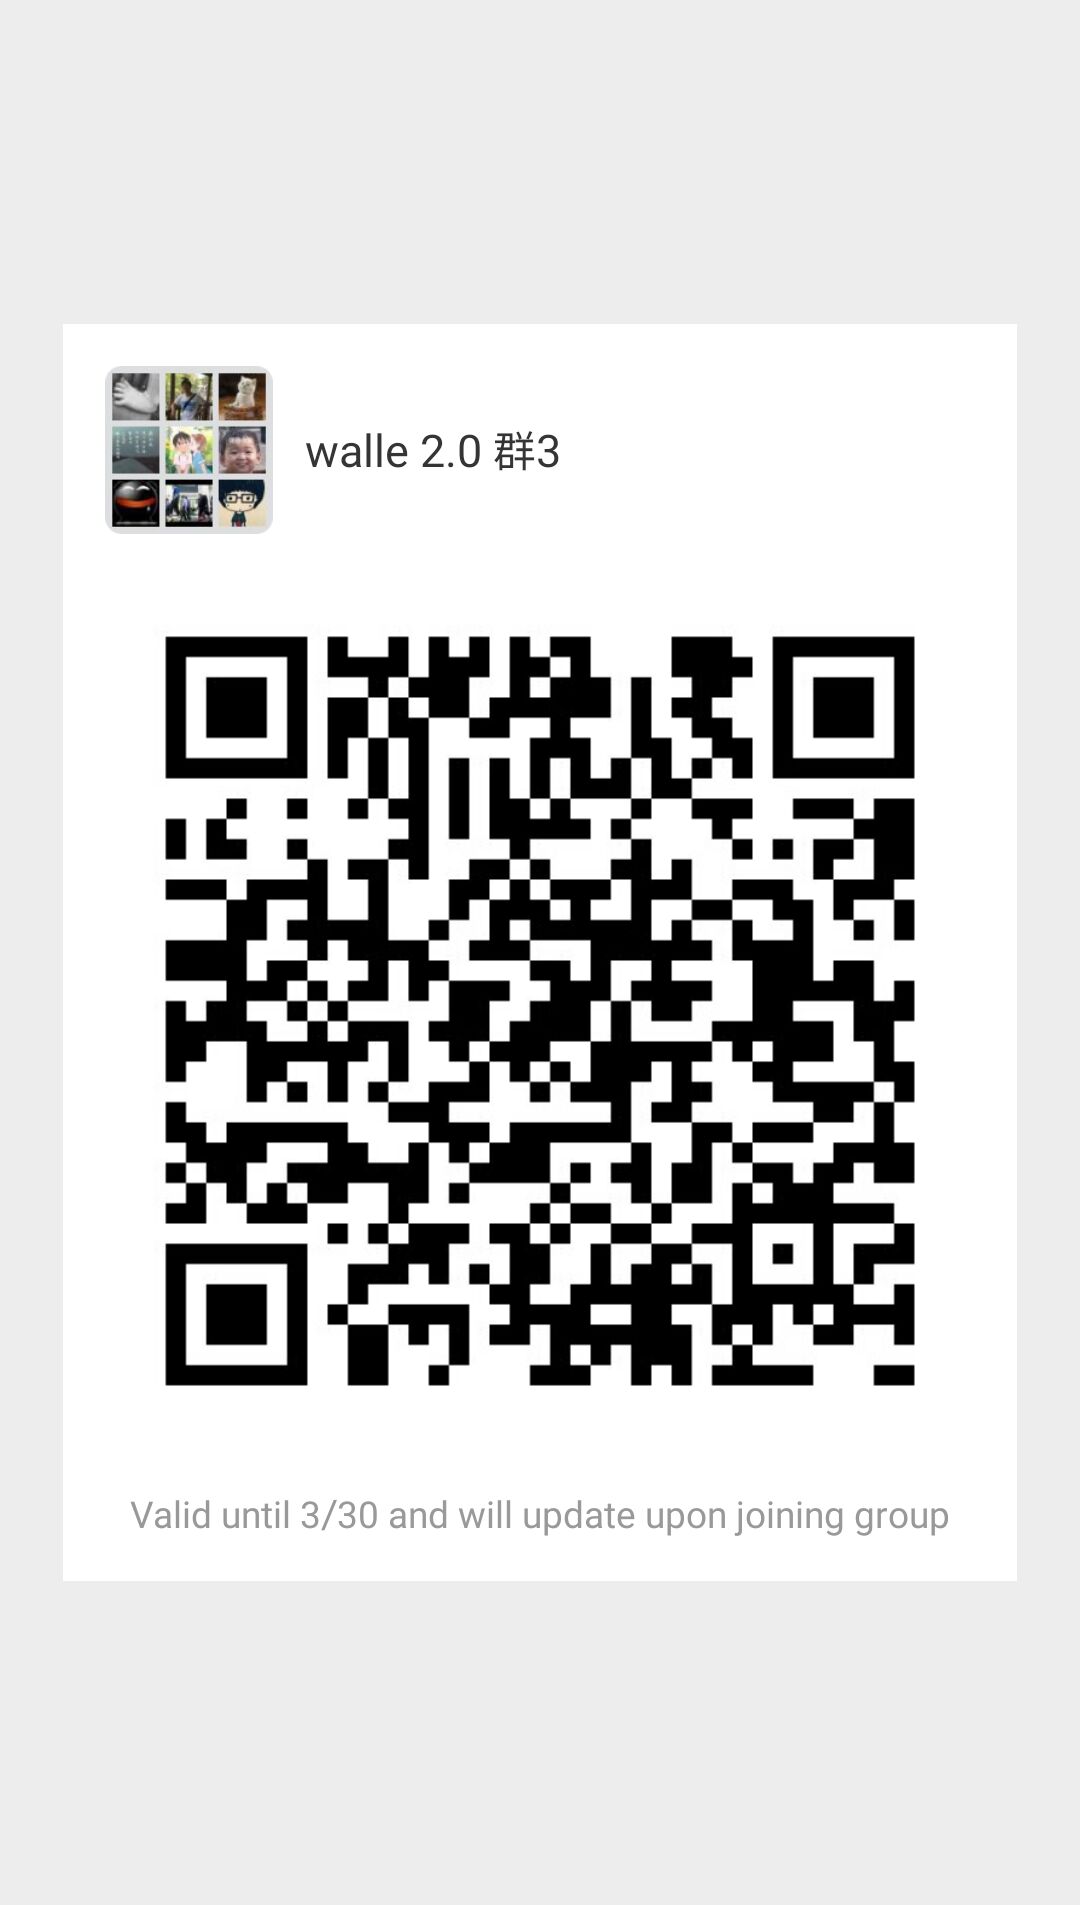 walle 2.0 群3
Valid until 3/30 and will update upon joining group